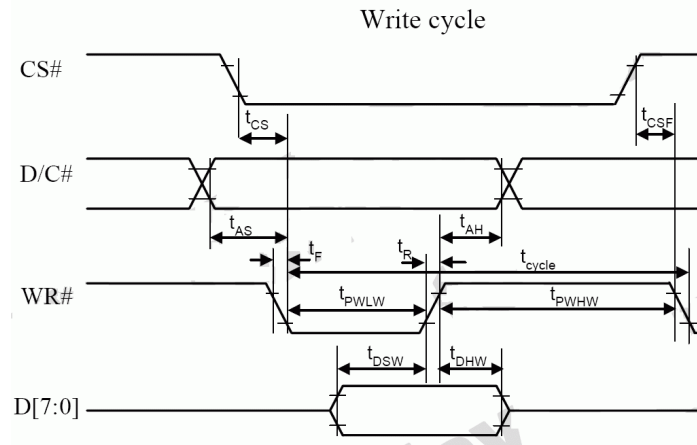 Write cycle
CS#
tCS
tCSF
D/C#
tAS
tAH
tF
tR
tcycle
WR#
tPWLW
tPWHW
tDSW
tDHW
D[7:0]